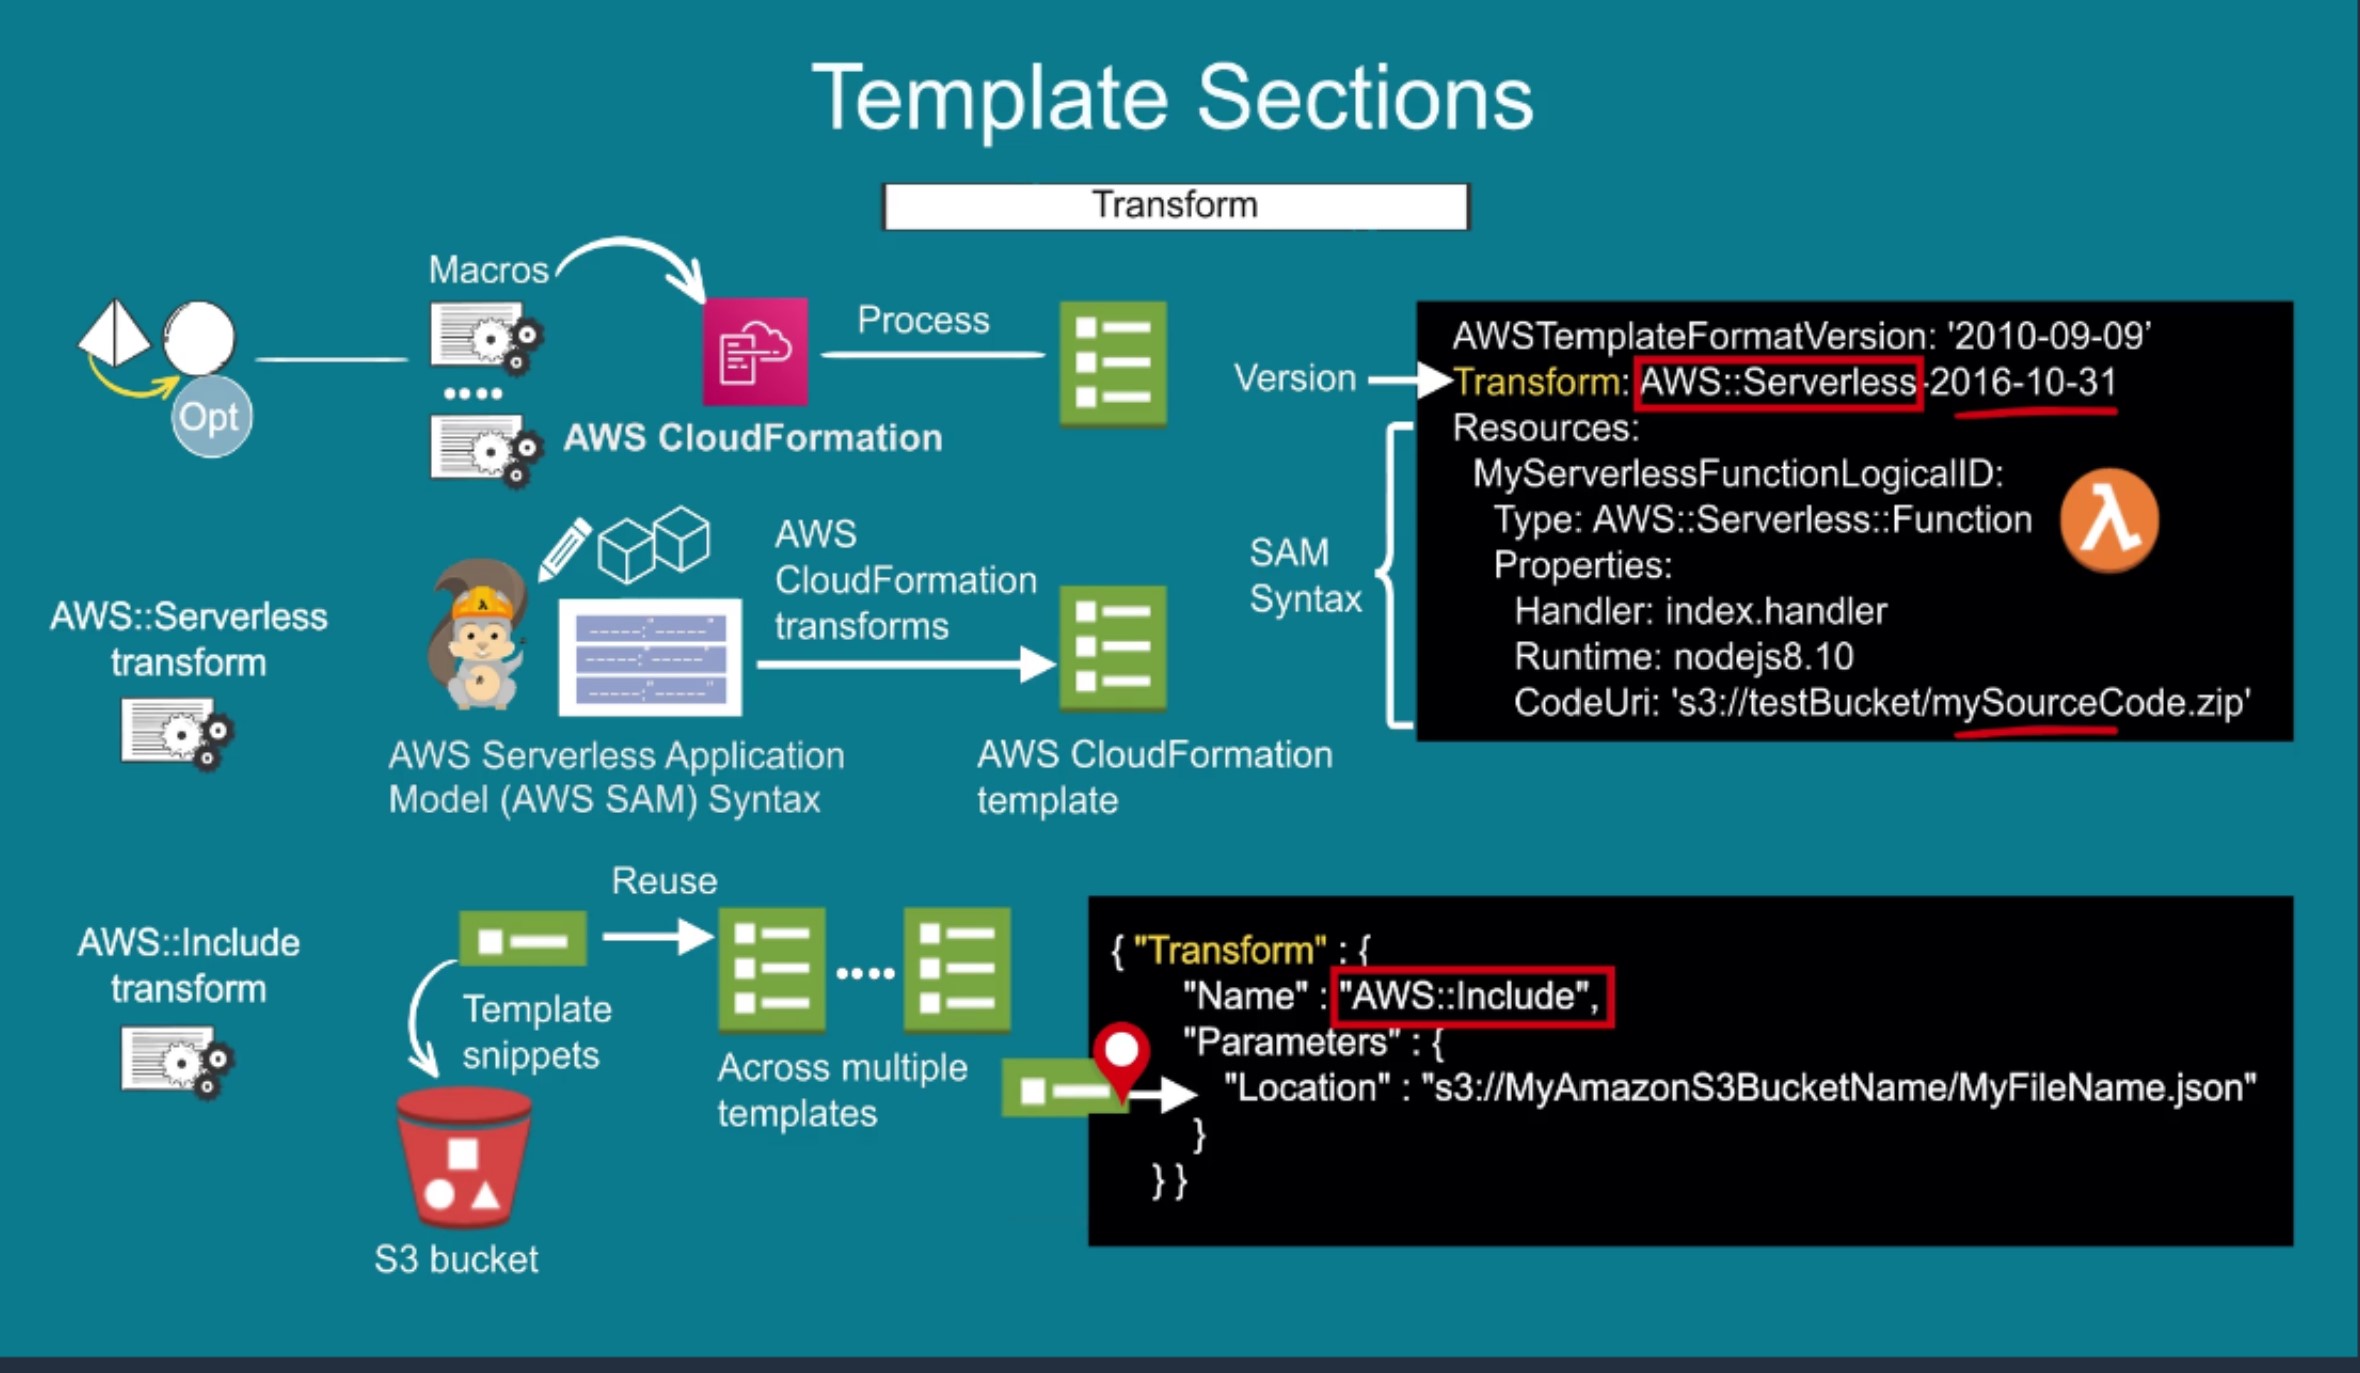 Template Sections
Transform
Macros
Process
Opt
AWS CloudFormation
Version
AWSTemplateFormatVersion: '2010-09-09’
Transform: AWS::Serverless-2016-10-31
Resources:
MyServerlessFunctionLogicalID:
Type: AWS::Serverless::Function
Properties:
Handler: index.handler
Runtime: nodejs8.10
CodeUri: 's3://testBucket/mySourceCode.zip'
SAM
Syntax
AWS::Serverless
transform
AWS
CloudFormation
transforms
AWS Serverless Application
Model (AWS SAM) Syntax
AWS CloudFormation
template
AWS::Include
transform
Reuse
Template
snippets
Across multiple
templates
S3 bucket
{ "Transform" : {
"Name" : "AWS::Include",
"Parameters" : {
"Location" : "s3://MyAmazonS3BucketName/MyFileName.json"
}
} }